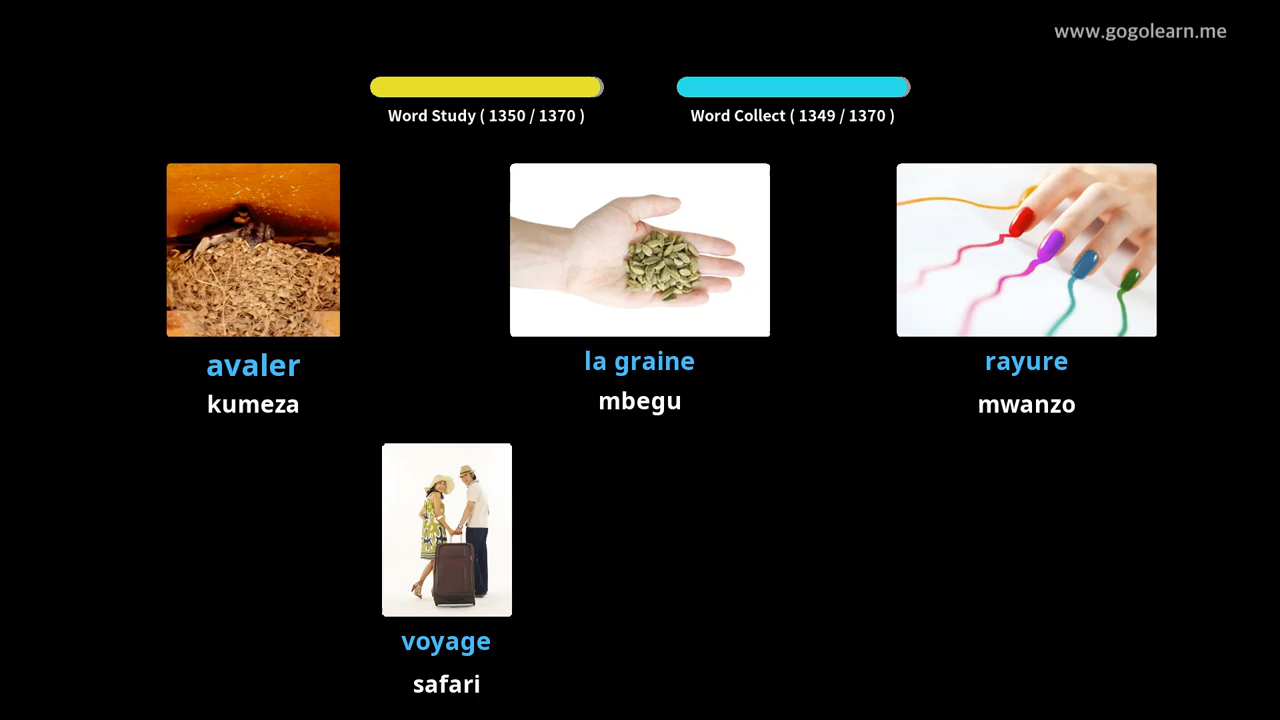 www.gogolearn.me
Word Study ( 1350 / 1370 )
Word Collect ( 1349 / 1370 )
avaler
kumeza
la graine
mbegu
rayure
mwanzo
voyage
safari